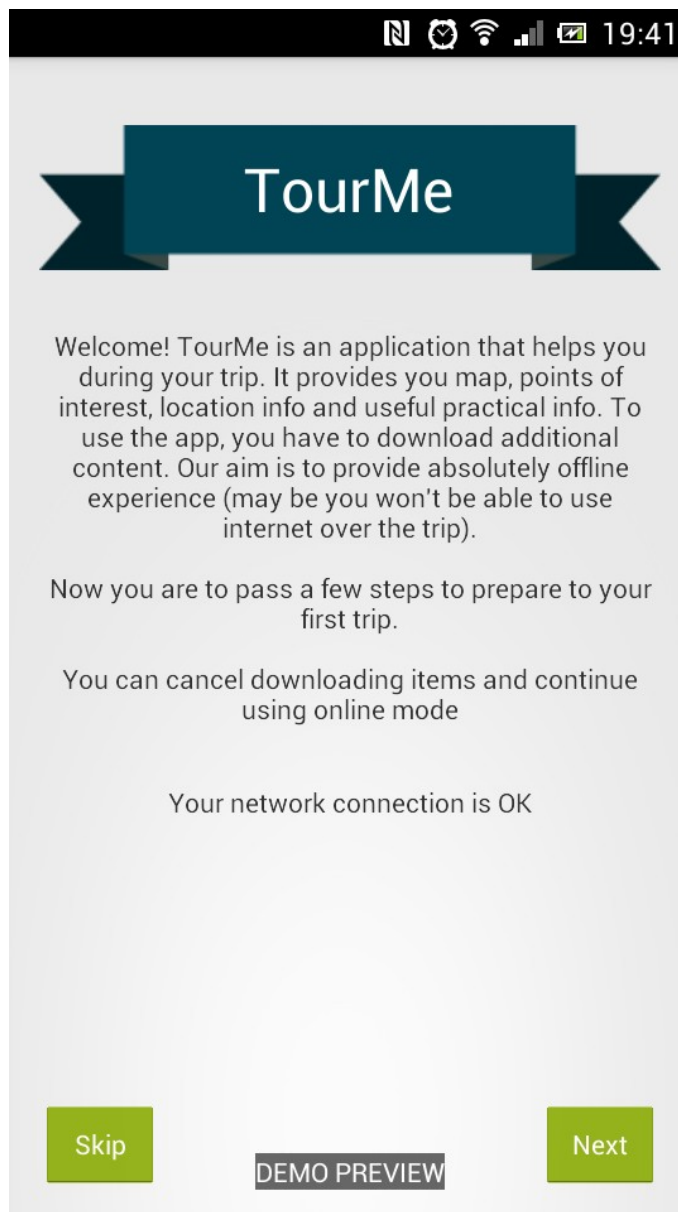 19:41
TourMe
Welcome! TourMe is an application that helps you
during your trip. It provides you map, points of
interest, location info and useful practical info. To
use the app, you have to download additional
content. Our aim is to provide absolutely offline
experience (may be you won't be able to use
internet over the trip).
Now you are to pass a few steps to prepare to your
first trip.
You can cancel downloading items and continue
using online mode
Your network connection is OK
Skip
Next
DEMO PREVIEW